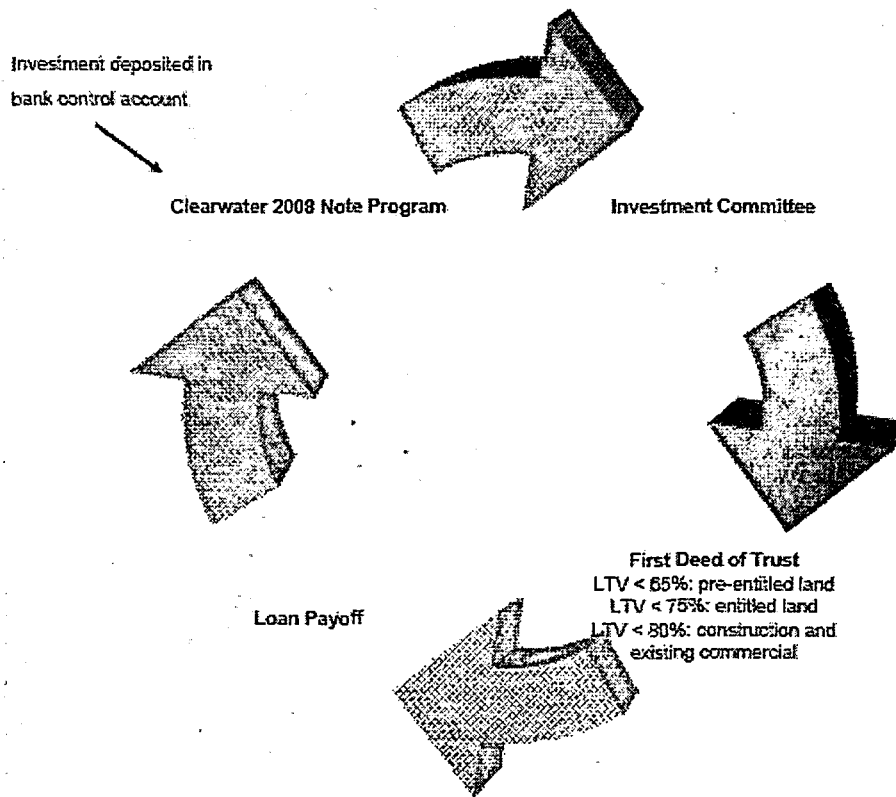 Investment deposited in
bank control account
Clearwater 2008 Note Program
Investment Committee
First Deed of Trust
LTV < 65%: pre-entitled land
LTV < 75%: entitled land
LTV < 80%: construction and
existing commercial
Loan Payoff